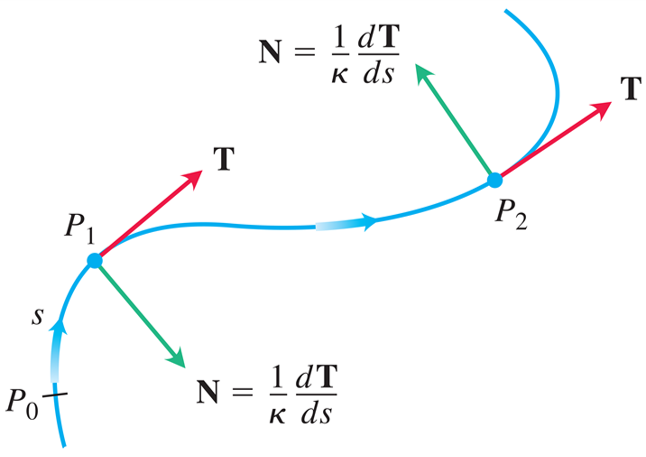 N = 1/κ dT/ds
T
T
P₁
P₂
s
P₀
N = 1/κ dT/ds